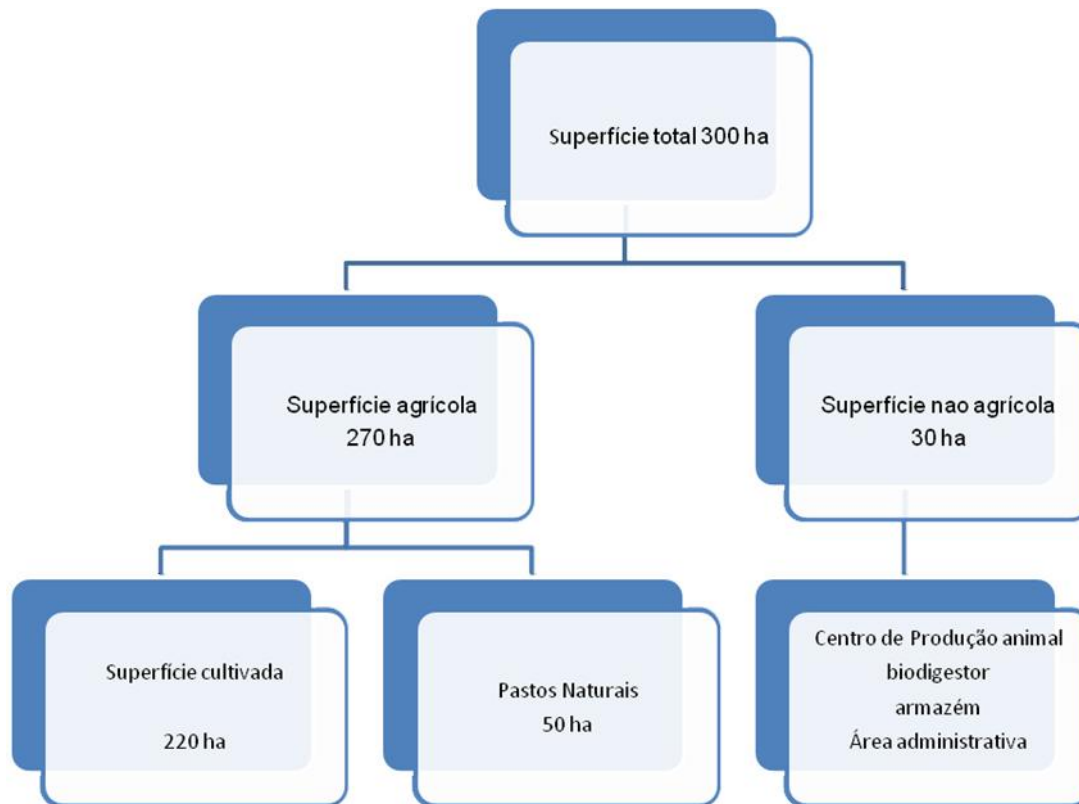 Superfície total 300 ha
Superfície agrícola
270 ha
Superfície nao agrícola
30 ha
Superfície cultivada
220 ha
Pastos Naturais
50 ha
Centro de Produção animal
biodigestor
armazém
Área administrativa